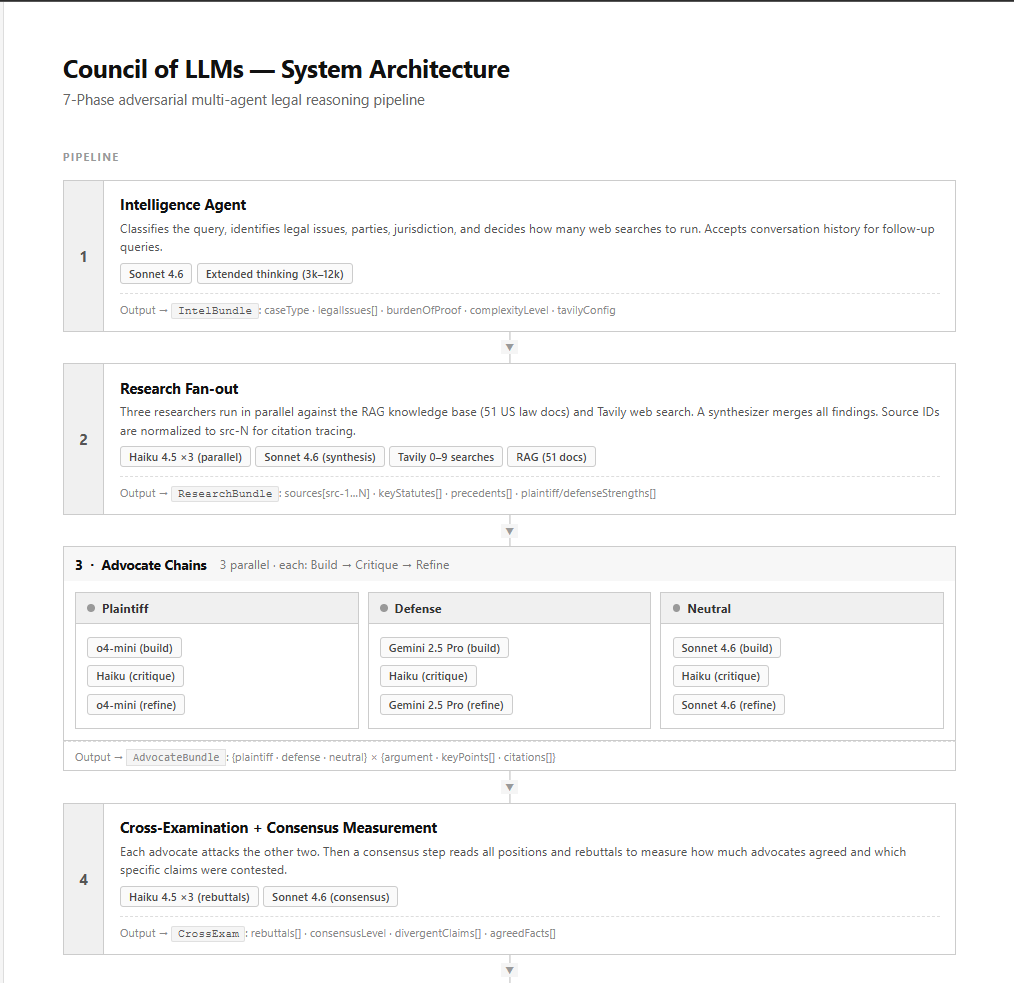 Council of LLMs — System Architecture
7-Phase adversarial multi-agent legal reasoning pipeline
PIPELINE
1
Intelligence Agent
Classifies the query, identifies legal issues, parties, jurisdiction, and decides how many web searches to run. Accepts conversation history for follow-up
queries.
Sonnet 4.6 Extended thinking (3k–12k)
Output → IntelBundle: caseType · legalIssues[] · burdenOfProof · complexityLevel · tavilyConfig
▼
2
Research Fan-out
Three researchers run in parallel against the RAG knowledge base (51 US law docs) and Tavily web search. A synthesizer merges all findings. Source IDs
are normalized to src-N for citation tracing.
Haiku 4.5 ×3 (parallel) Sonnet 4.6 (synthesis) Tavily 0–9 searches RAG (51 docs)
Output → ResearchBundle: sources[src-1...N] · keyStatutes[] · precedents[] · plaintiff/defenseStrengths[]
▼
3 · Advocate Chains 3 parallel · each: Build → Critique → Refine
Plaintiff
o4-mini (build)
Haiku (critique)
o4-mini (refine)
Defense
Gemini 2.5 Pro (build)
Haiku (critique)
Gemini 2.5 Pro (refine)
Neutral
Sonnet 4.6 (build)
Haiku (critique)
Sonnet 4.6 (refine)
Output → AdvocateBundle: {plaintiff · defense · neutral} × {argument · keyPoints[] · citations[]}
▼
4
Cross-Examination + Consensus Measurement
Each advocate attacks the other two. Then a consensus step reads all positions and rebuttals to measure how much advocates agreed and which
specific claims were contested.
Haiku 4.5 ×3 (rebuttals) Sonnet 4.6 (consensus)
Output → CrossExam: rebuttals[] · consensusLevel · divergentClaims[] · agreedFacts[]
▼